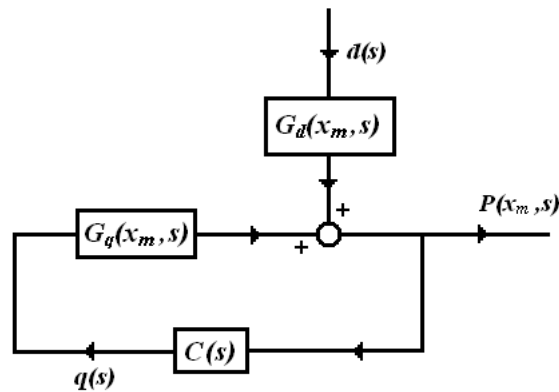 d(s)
G_d(x_m,s)
+
P(x_m,s)
G_q(x_m,s)
+
C(s)
q(s)